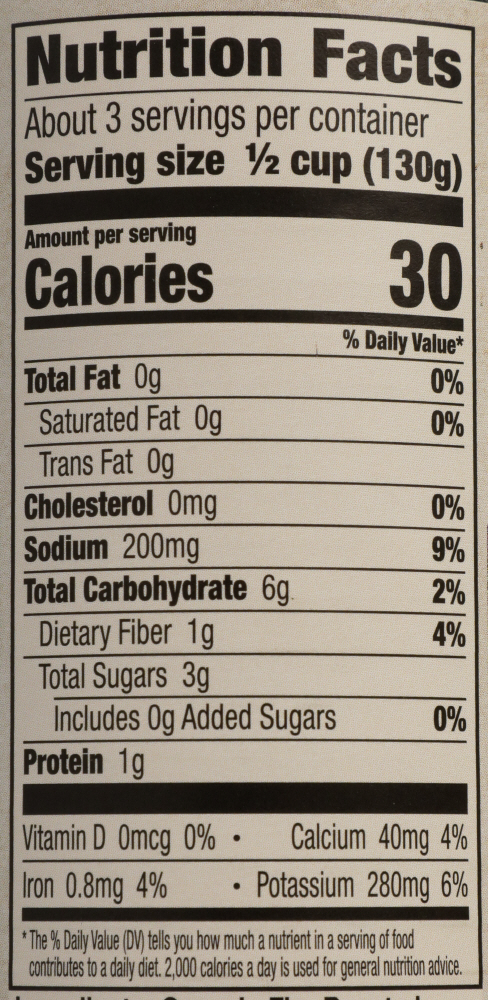 Nutrition Facts
About 3 servings per container
Serving size ½ cup (130g)
Amount per serving
Calories 30
% Daily Value*
Total Fat 0g 0%
Saturated Fat 0g 0%
Trans Fat 0g
Cholesterol 0mg 0%
Sodium 200mg 9%
Total Carbohydrate 6g 2%
Dietary Fiber 1g 4%
Total Sugars 3g
Includes 0g Added Sugars 0%
Protein 1g
Vitamin D 0mcg 0% • Calcium 40mg 4%
Iron 0.8mg 4% • Potassium 280mg 6%
* The % Daily Value (DV) tells you how much a nutrient in a serving of food
contributes to a daily diet. 2,000 calories a day is used for general nutrition advice.